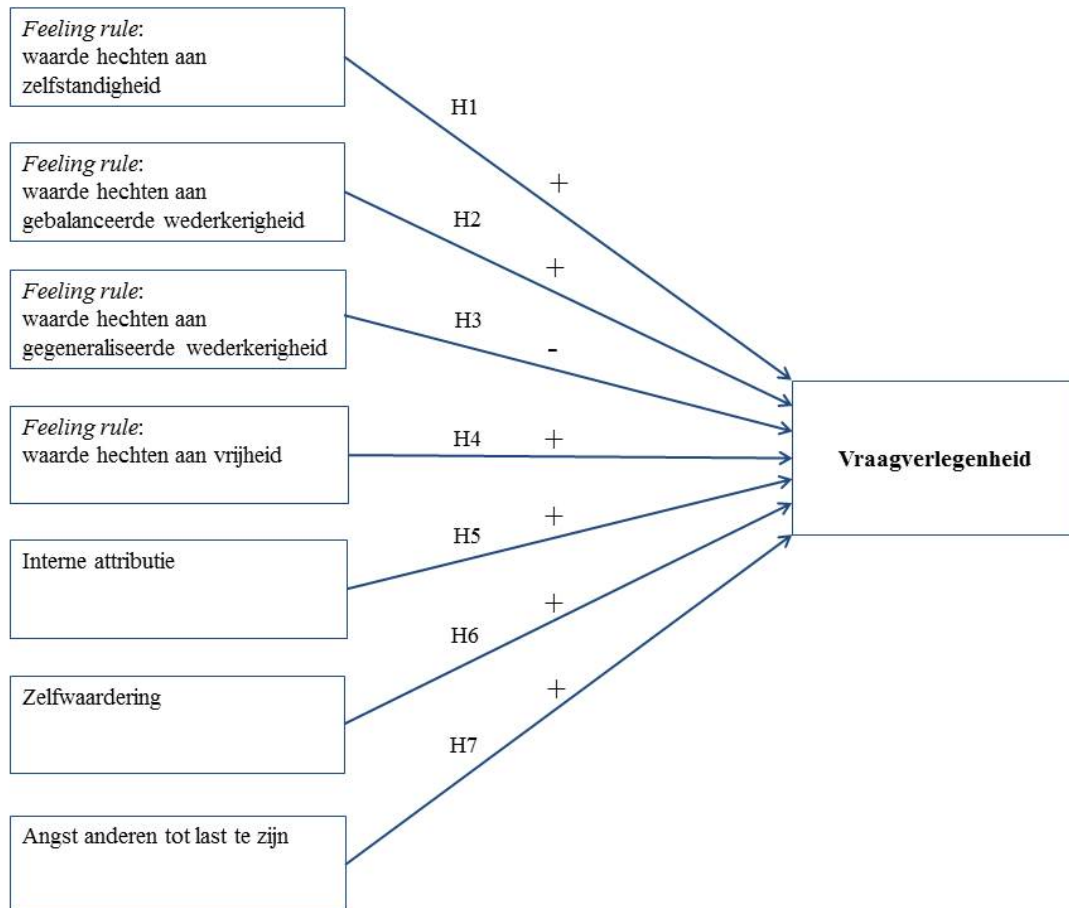 Feeling rule:
waarde hechten aan
zelfstandigheid
H1
+
Feeling rule:
waarde hechten aan
gebalanceerde wederkerigheid
H2
+
Feeling rule:
waarde hechten aan
gegeneraliseerde wederkerigheid
H3
-
Feeling rule:
waarde hechten aan vrijheid
H4
+
Vraagverlegenheid
Interne attributie
H5
+
Zelfwaardering
H6
+
Angst anderen tot last te zijn
H7
+